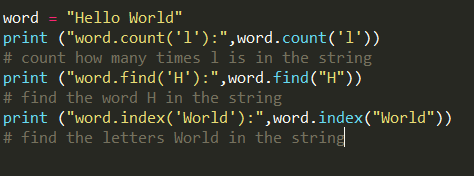 word = "Hello World"
print ("word.count('l'):",word.count('l'))
# count how many times l is in the string
print ("word.find('H'):",word.find("H"))
# find the word H in the string
print ("word.index('World'):",word.index("World"))
# find the letters World in the string